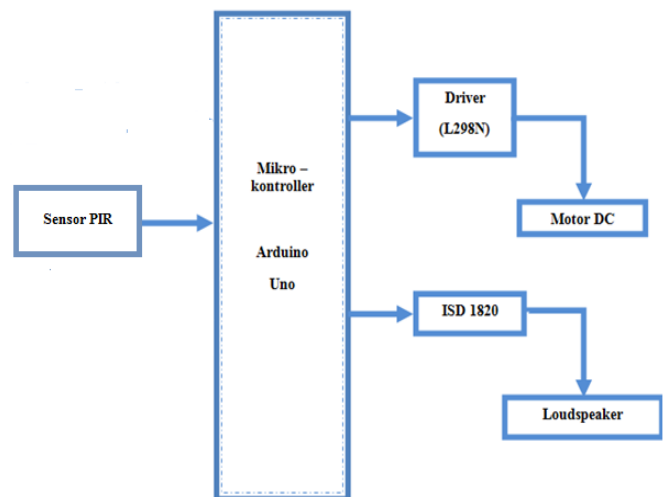 Sensor PIR
Mikro –
kontroller
Arduino
Uno
Driver
(L298N)
Motor DC
ISD 1820
Loudspeaker